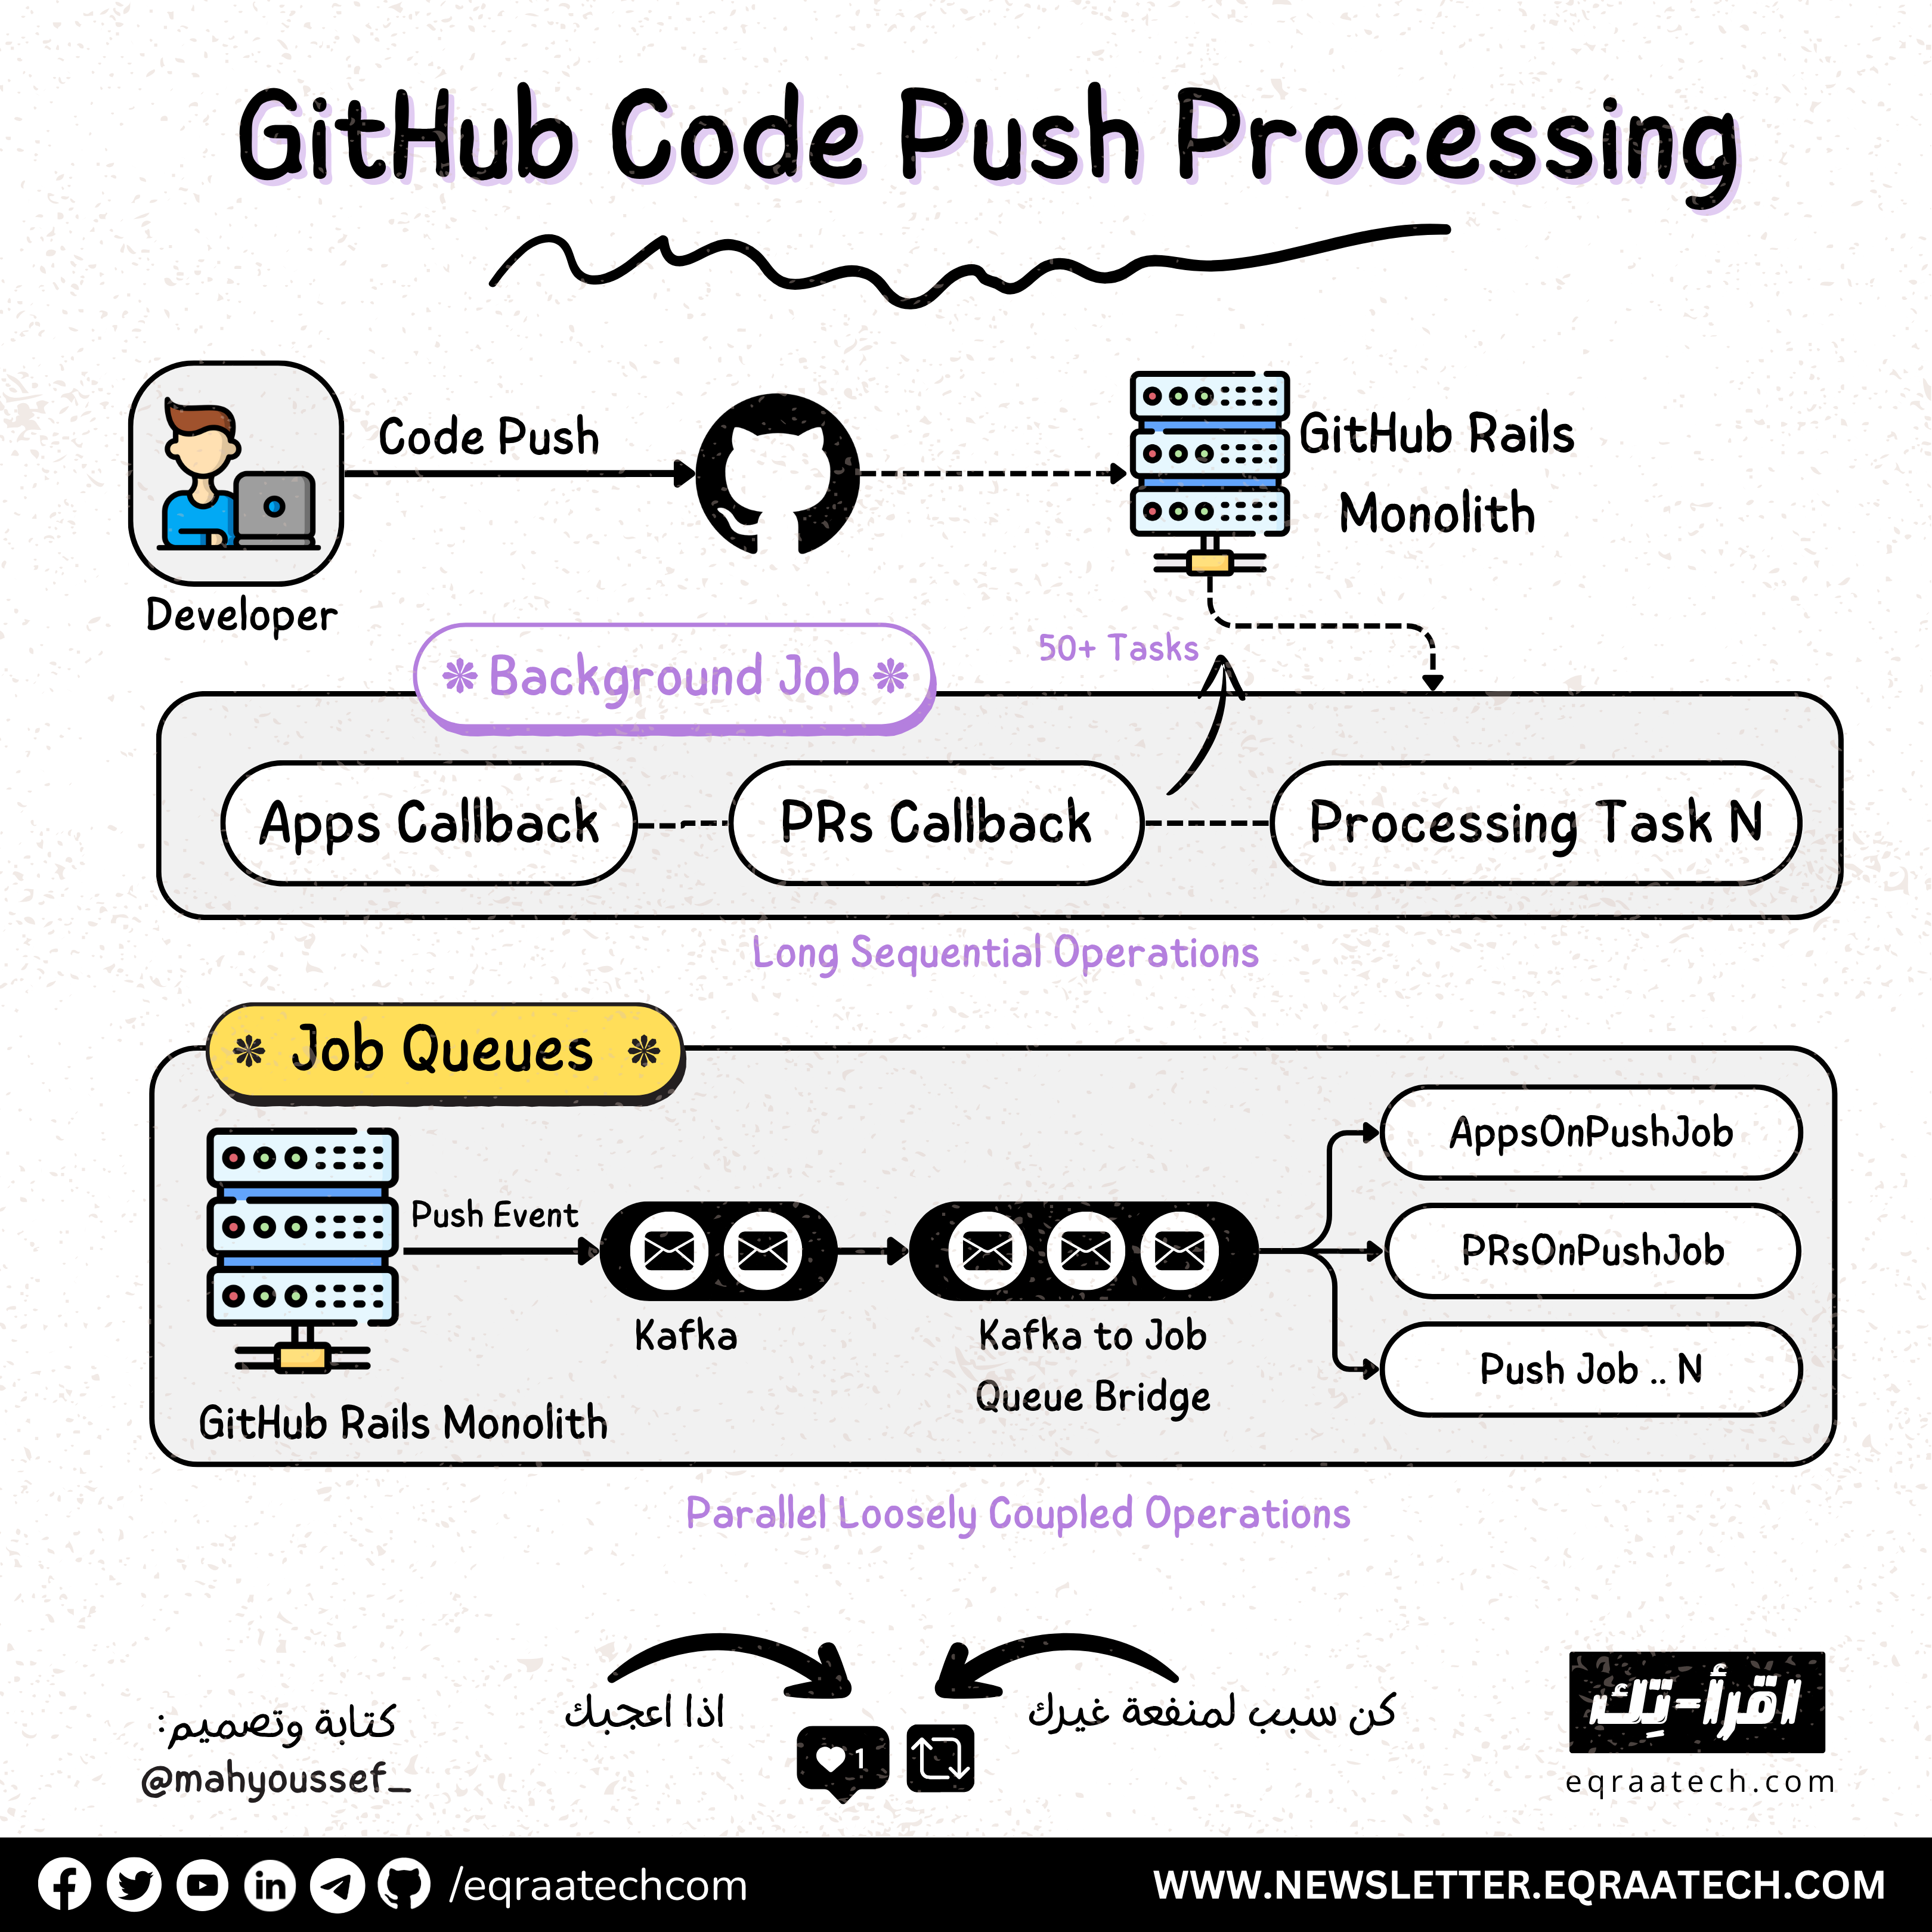 GitHub Code Push Processing
Code Push
GitHub Rails
Monolith
Developer
50+ Tasks
Background Job
Apps Callback
PRs Callback
Processing Task N
Long Sequential Operations
Job Queues
AppsOnPushJob
Push Event
PRsOnPushJob
Kafka
Kafka to Job
Queue Bridge
Push Job .. N
GitHub Rails Monolith
Parallel Loosely Coupled Operations
كتابة وتصميم:
@mahyoussef_
اذا اعجبك
كن سبب لمنفعة غيرك
1
اقرأ-تِك
eqraatech.com
/eqraatechcom
WWW.NEWSLETTER.EQRAATECH.COM